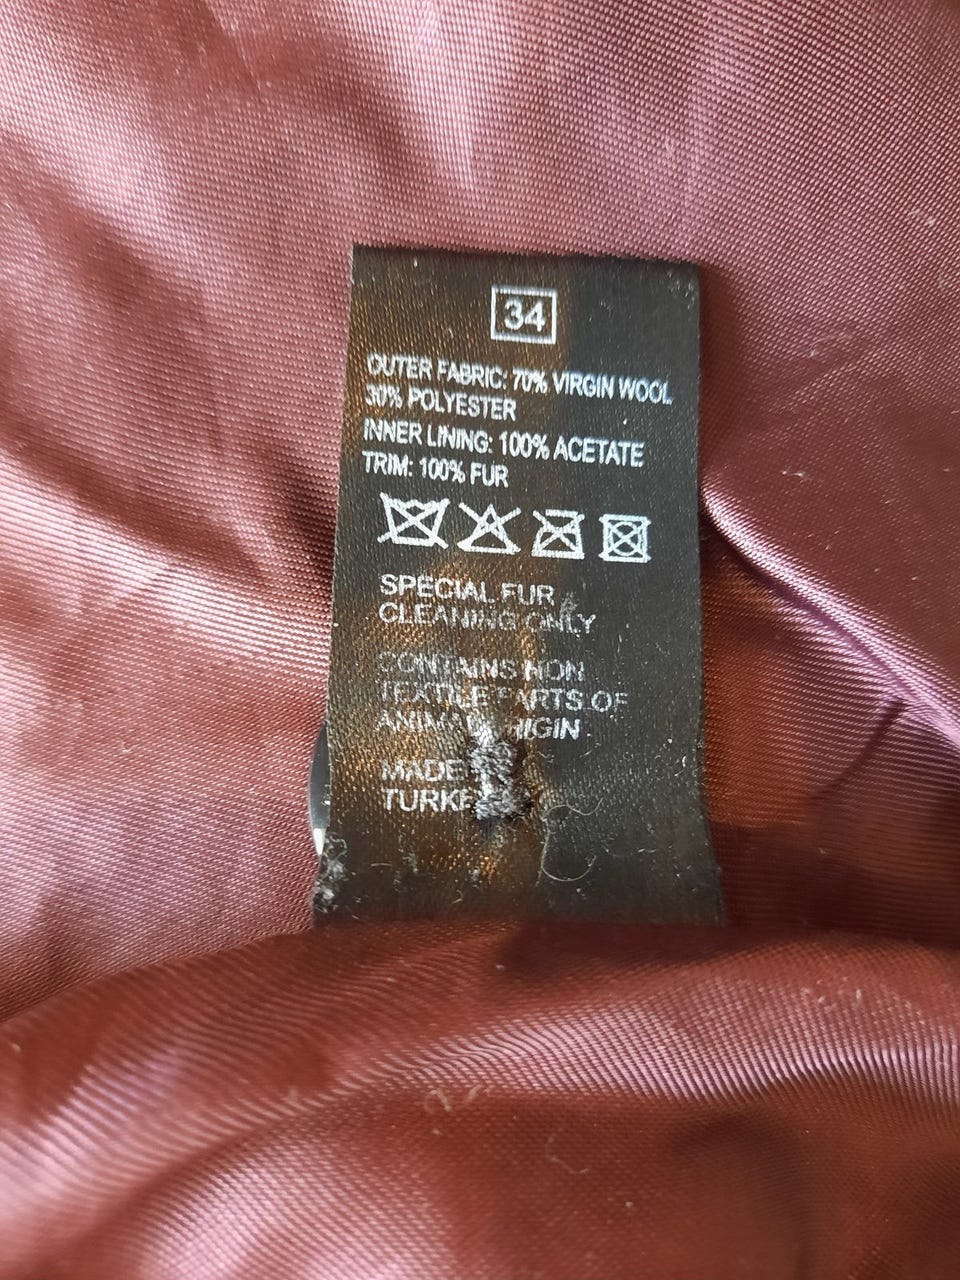 34
OUTER FABRIC: 70% VIRGIN WOOL
30% POLYESTER
INNER LINING: 100% ACETATE
TRIM: 100% FUR
SPECIAL FUR
CLEANING ONLY
CONTAINS NON
TEXTILE PARTS OF
ANIMAL
MADE